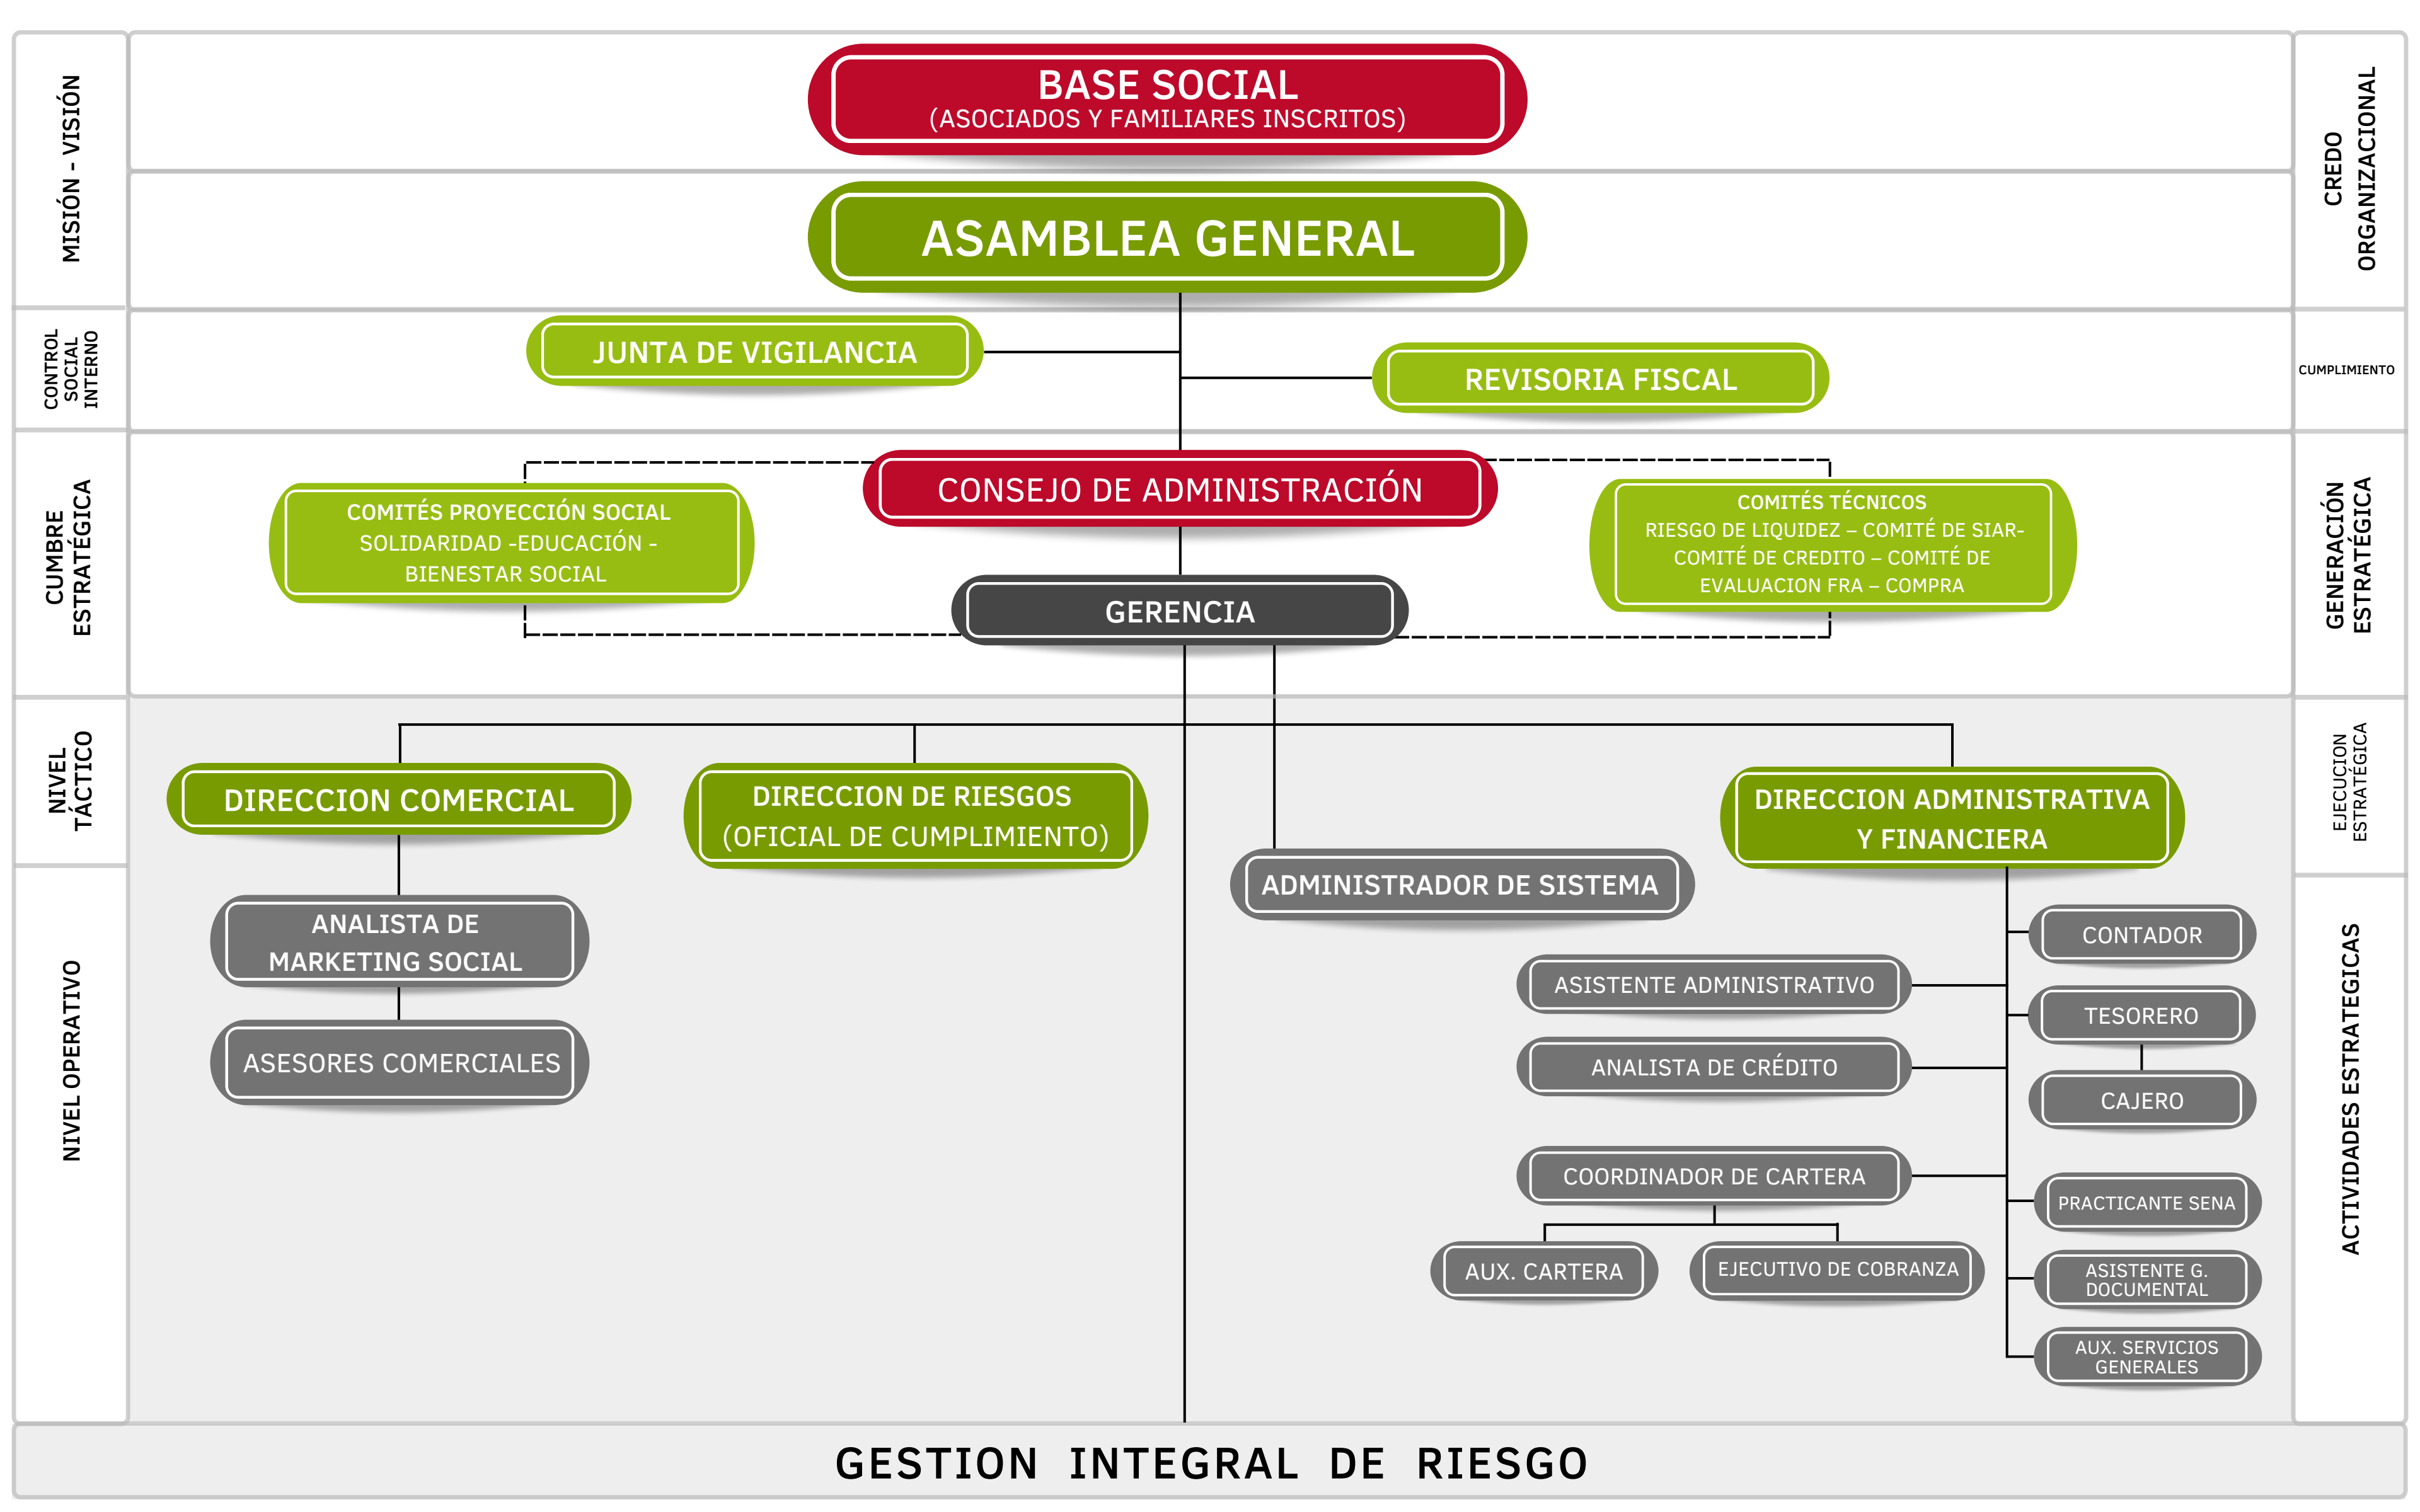 MISIÓN - VISIÓN
BASE SOCIAL
(ASOCIADOS Y FAMILIARES INSCRITOS)
ASAMBLEA GENERAL
CREDO
ORGANIZACIONAL
CONTROL
SOCIAL
INTERNO
JUNTA DE VIGILANCIA
REVISORIA FISCAL
CUMPLIMIENTO
CUMBRE
ESTRATÉGICA
CONSEJO DE ADMINISTRACIÓN
COMITÉS PROYECCIÓN SOCIAL
SOLIDARIDAD -EDUCACIÓN -
BIENESTAR SOCIAL
COMITÉS TÉCNICOS
RIESGO DE LIQUIDEZ – COMITÉ DE SIAR-
COMITÉ DE CREDITO – COMITÉ DE
EVALUACION FRA – COMPRA
GERENCIA
GENERACIÓN
ESTRATÉGICA
NIVEL
TÁCTICO
DIRECCION COMERCIAL
DIRECCION DE RIESGOS
(OFICIAL DE CUMPLIMIENTO)
DIRECCION ADMINISTRATIVA
Y FINANCIERA
EJECUCION
ESTRATÉGICA
ADMINISTRADOR DE SISTEMA
NIVEL OPERATIVO
ANALISTA DE
MARKETING SOCIAL
ASESORES COMERCIALES
CONTADOR
ASISTENTE ADMINISTRATIVO
TESORERO
ANALISTA DE CRÉDITO
CAJERO
COORDINADOR DE CARTERA
PRACTICANTE SENA
AUX. CARTERA
EJECUTIVO DE COBRANZA
ASISTENTE G.
DOCUMENTAL
AUX. SERVICIOS
GENERALES
ACTIVIDADES ESTRATEGICAS
GESTION INTEGRAL DE RIESGO